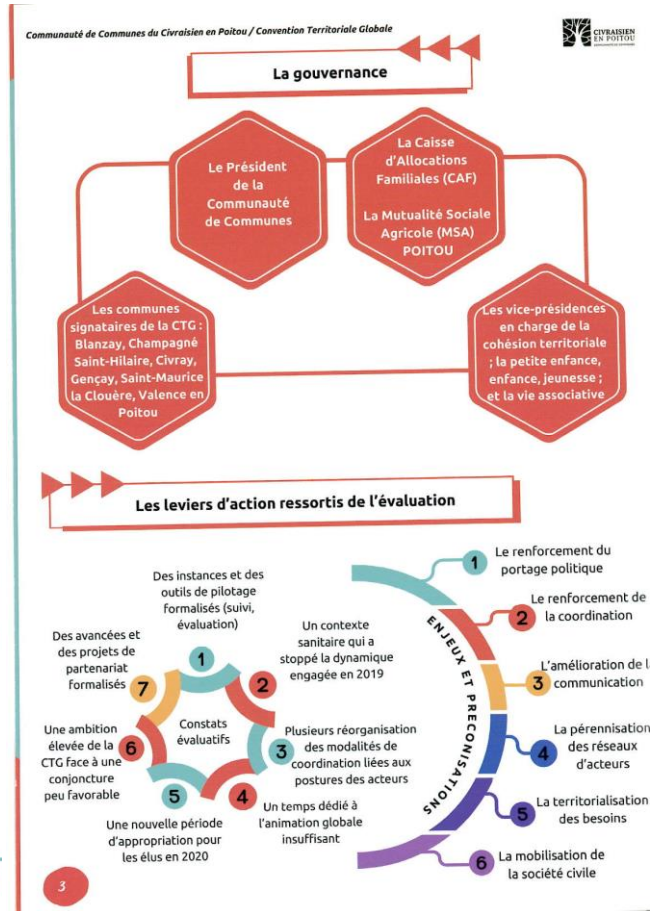 Communauté de Communes du Civraisien en Poitou / Convention Territoriale Globale
CIVRAISIEN
EN POITOU
La gouvernance
Le Président
de la
Communauté
de Communes
La Caisse
d'Allocations
Familiales (CAF)
La Mutualité Sociale
Agricole (MSA)
POITOU
Les communes
signataires de la CTG :
Blanzay, Champagné
Saint-Hilaire, Civray,
Gençay, Saint-Maurice
la Clouère, Valence en
Poitou
Les vice-présidences
en charge de la
cohésion territoriale
; la petite enfance,
enfance, jeunesse ;
et la vie associative
Les leviers d'action ressortis de l'évaluation
Constats
évaluatifs
1
Des instances et des
outils de pilotage
formalisés (suivi,
évaluation)
2
Un contexte
sanitaire qui a
stoppé la dynamique
engagée en 2019
3
Plusieurs réorganisation
des modalités de
coordination liées aux
postures des acteurs
4
Un temps dédié à
l'animation globale
insuffisant
5
Une nouvelle période
d'appropriation pour
les élus en 2020
6
Une ambition
élevée de la
CTG face à une
conjoncture
peu favorable
7
Des avancées et
des projets de
partenariat
formalisés
ENJEUX ET PRECONISATIONS
1
Le renforcement du
portage politique
2
Le renforcement de
la coordination
3
L'amélioration de la
communication
4
La pérennisation
des réseaux
d'acteurs
5
La territorialisation
des besoins
6
La mobilisation de
la société civile
3